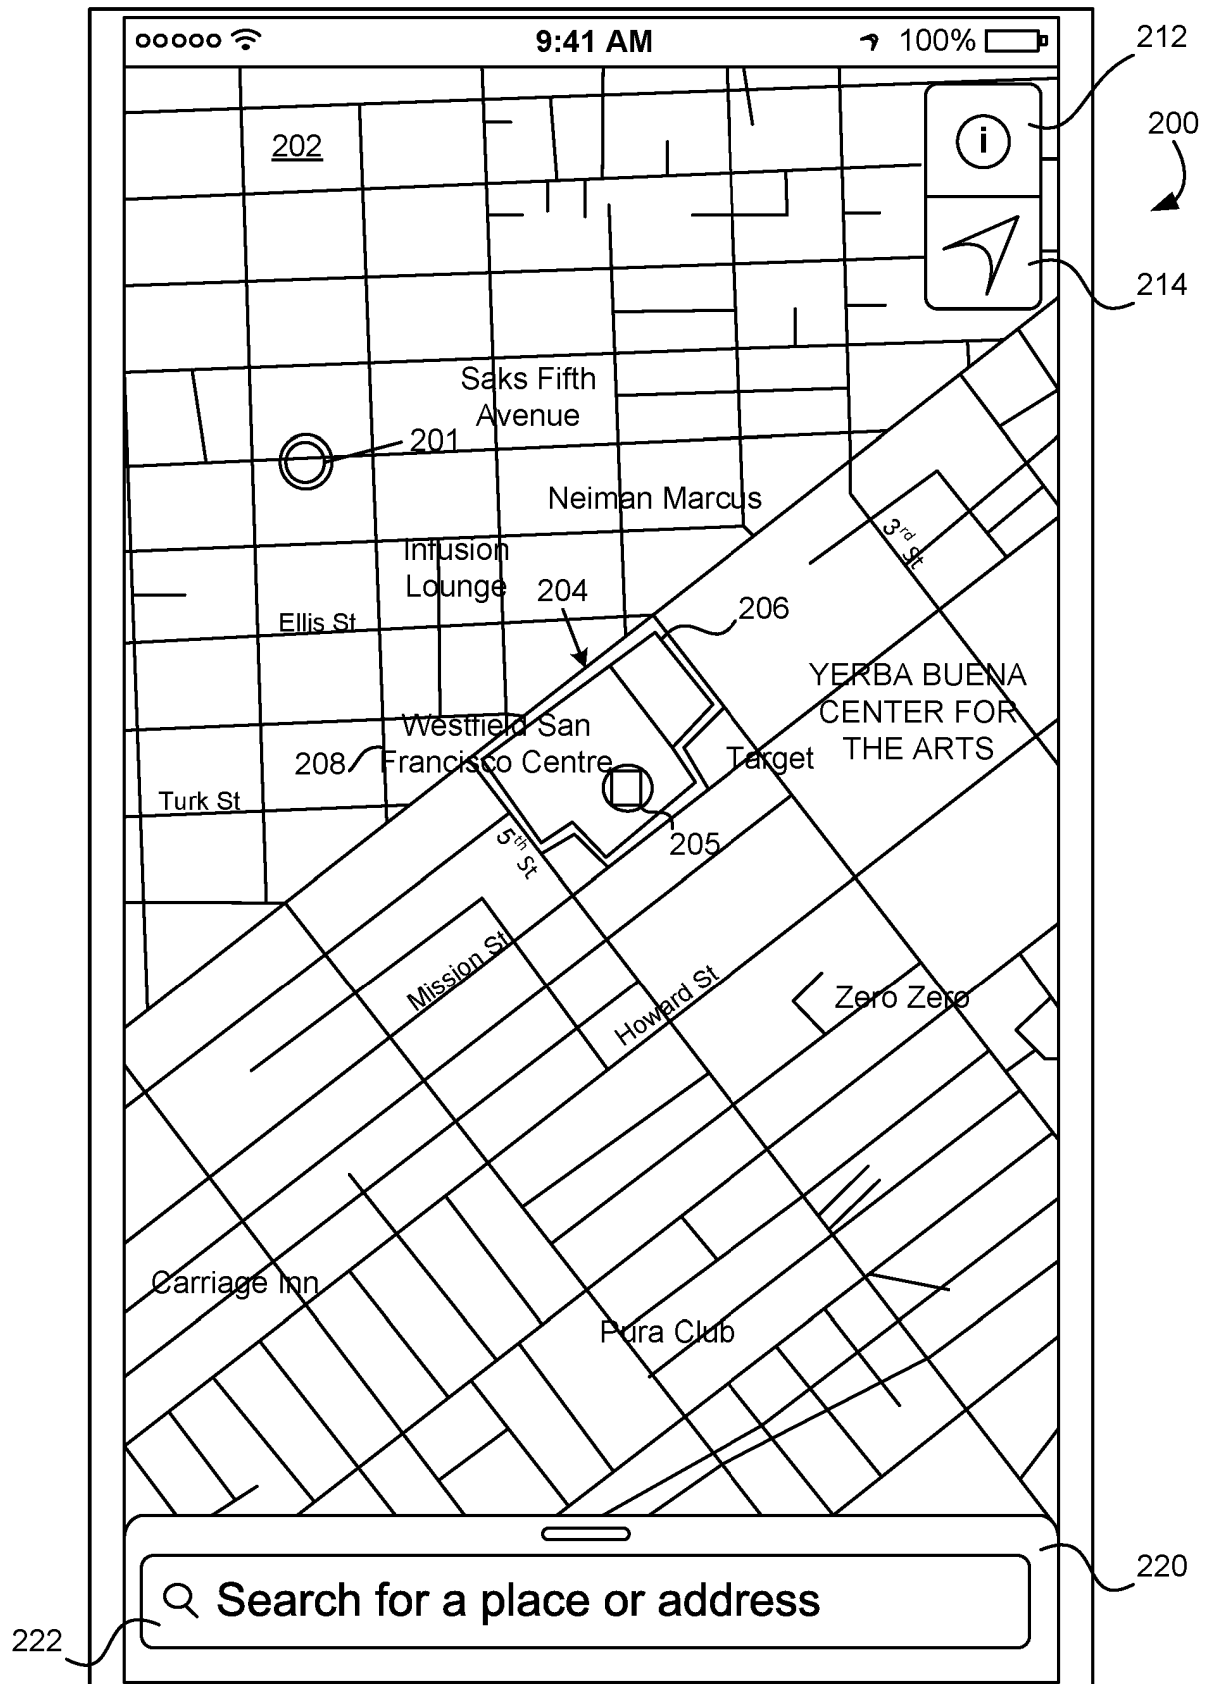 9:41 AM
100%
212
200
202
i
214
Saks Fifth
Avenue
201
Neiman Marcus
3rd St
Infusion
Lounge
204
206
Ellis St
YERBA BUENA
CENTER FOR
THE ARTS
Westfield San
Francisco Centre
208
Target
Turk St
205
5th St
Mission St
Howard St
Zero Zero
Carriage Inn
Pura Club
220
Search for a place or address
222